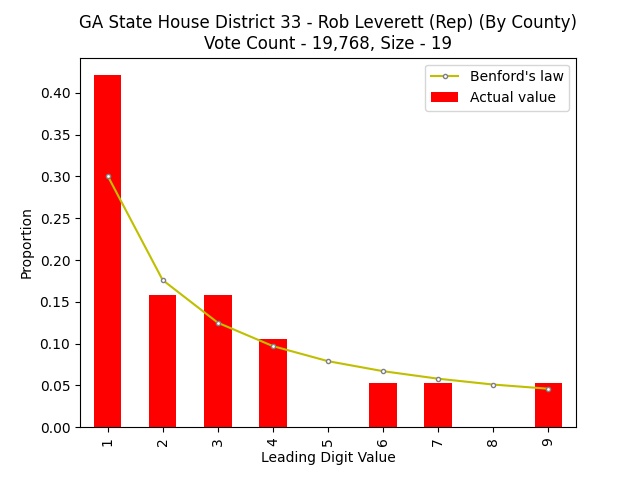 GA State House District 33 - Rob Leverett (Rep) (By County)
Vote Count - 19,768, Size - 19
Benford's law
Actual value
0.40
0.35
0.30
0.25
0.20
0.15
0.10
0.05
0.00
Proportion
1 2 3 4 5 6 7 8 9
Leading Digit Value